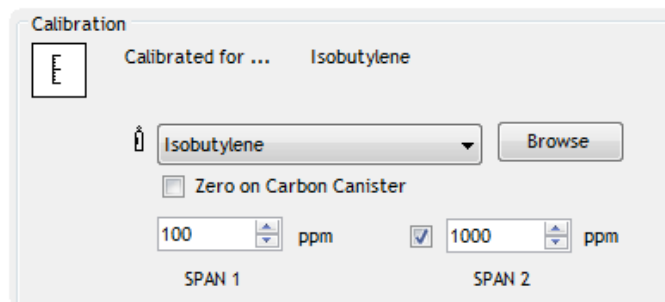 Calibration
Calibrated for ... Isobutylene
Isobutylene Browse
Zero on Carbon Canister
100 ppm 1000 ppm
SPAN 1 SPAN 2